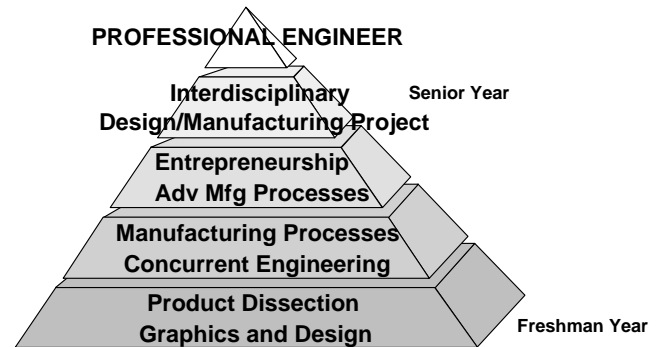 PROFESSIONAL ENGINEER
Interdisciplinary
Senior Year
Design/Manufacturing Project
Entrepreneurship
Adv Mfg Processes
Manufacturing Processes
Concurrent Engineering
Product Dissection
Freshman Year
Graphics and Design